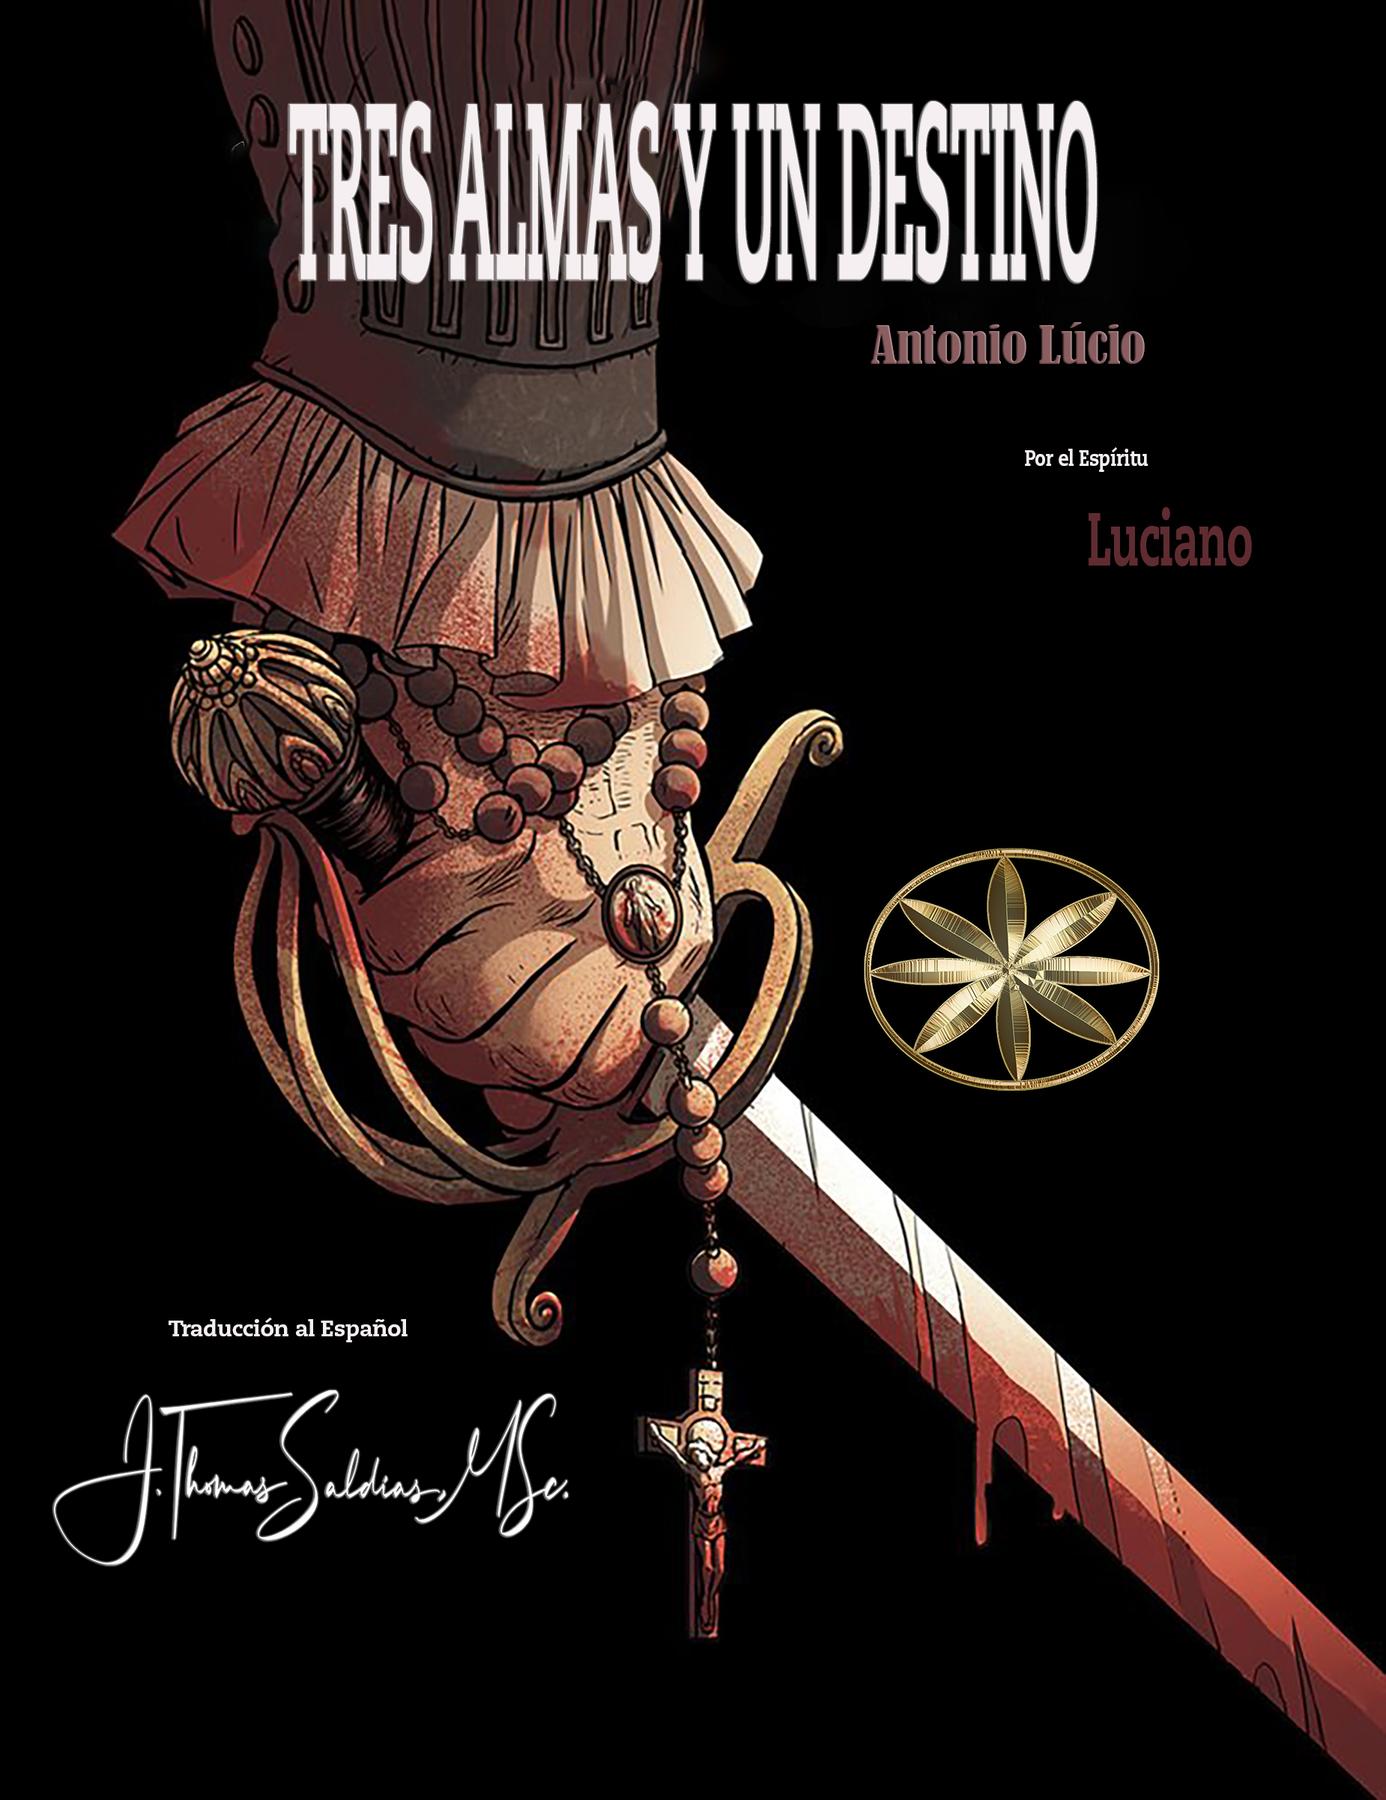 TRES ALMAS Y UN DESTINO
Antonio Lúcio
Por el Espíritu
Luciano
Traducción al Español
J. Thomas Saldias, MSc.